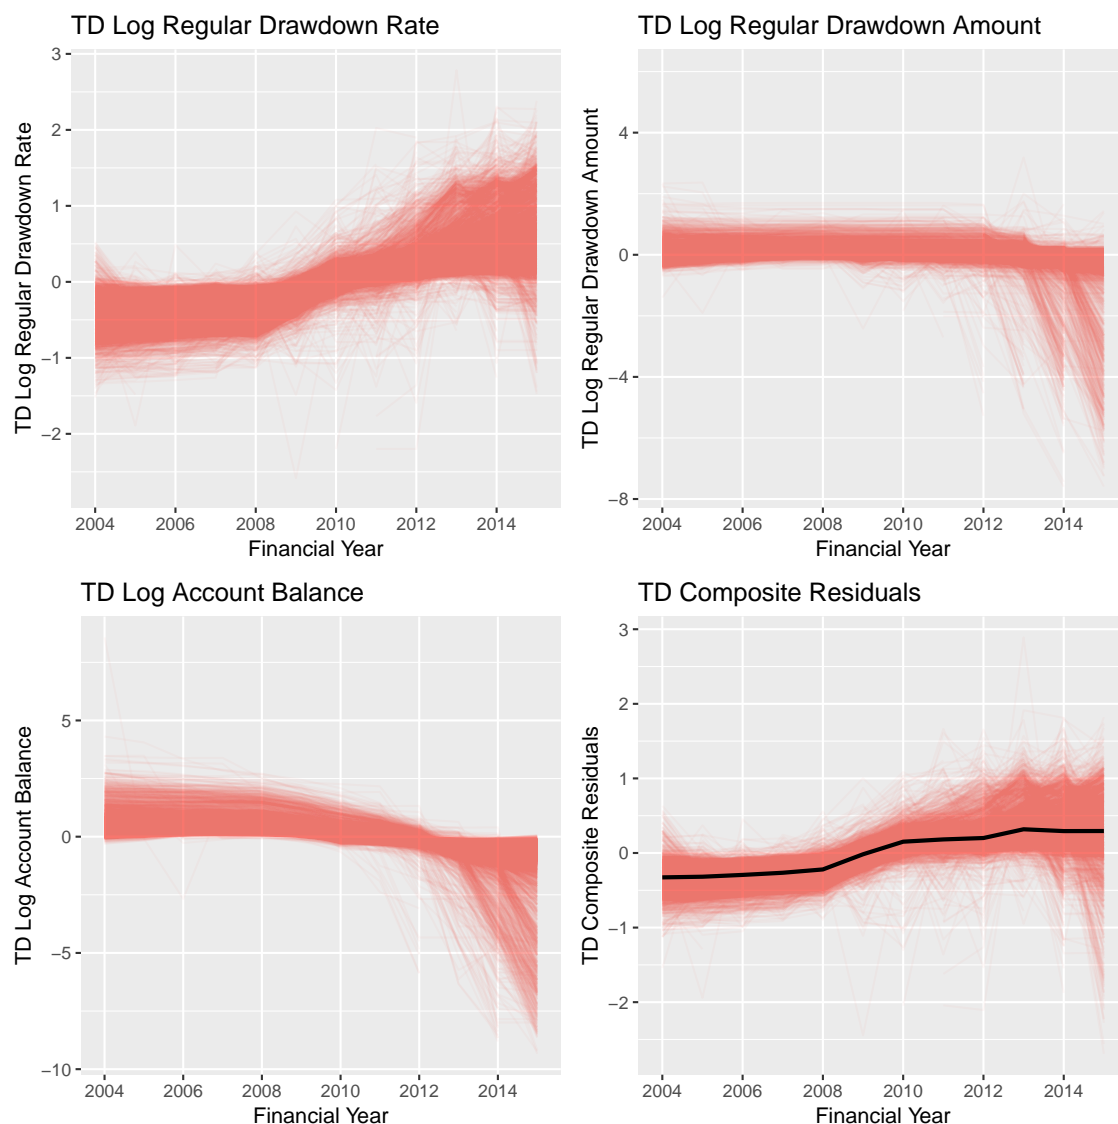 TD Log Regular Drawdown Rate
TD Log Regular Drawdown Rate
3
2
1
0
−1
−2
2004 2006 2008 2010 2012 2014
Financial Year
TD Log Regular Drawdown Amount
TD Log Regular Drawdown Amount
4
0
−4
−8
2004 2006 2008 2010 2012 2014
Financial Year
TD Log Account Balance
TD Log Account Balance
5
0
−5
−10
2004 2006 2008 2010 2012 2014
Financial Year
TD Composite Residuals
TD Composite Residuals
3
2
1
0
−1
−2
2004 2006 2008 2010 2012 2014
Financial Year